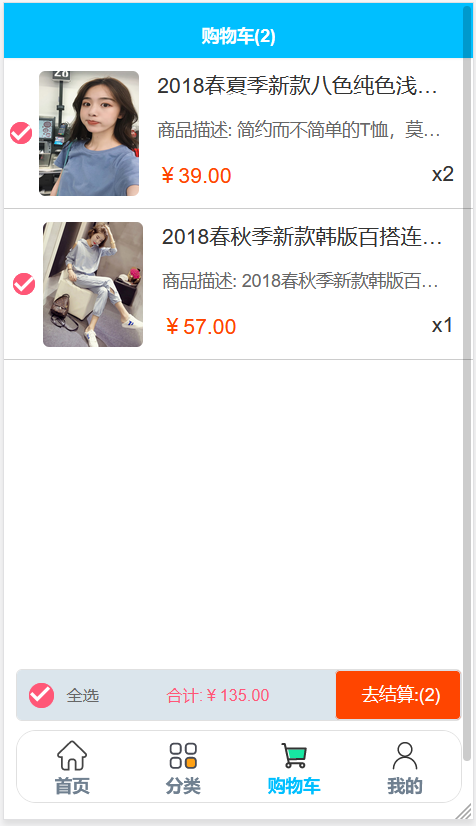 购物车(2)
2018春夏季新款八色纯色浅…
商品描述: 简约而不简单的T恤，莫…
￥39.00
x2
2018春秋季新款韩版百搭连…
商品描述: 2018春秋季新款韩版百…
￥57.00
x1
全选
合计:￥135.00
去结算:(2)
首页
分类
购物车
我的